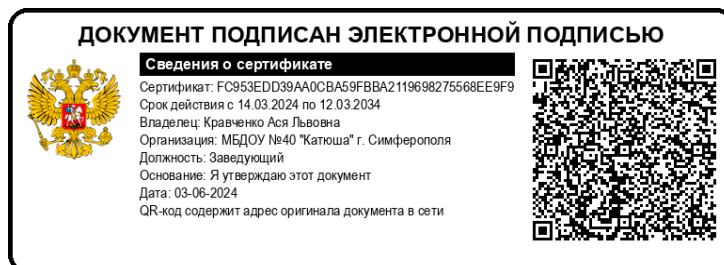 ДОКУМЕНТ ПОДПИСАН ЭЛЕКТРОННОЙ ПОДПИСЬЮ
Сведения о сертификате
Сертификат: FC953EDD39AA0CBA59FBBA2119698275568EE9F9
Срок действия с 14.03.2024 по 12.03.2034
Владелец: Кравченко Ася Львовна
Организация: МБДОУ №40 "Катюша" г. Симферополя
Должность: Заведующий
Основание: Я утверждаю этот документ
Дата: 03-06-2024
QR-код содержит адрес оригинала документа в сети